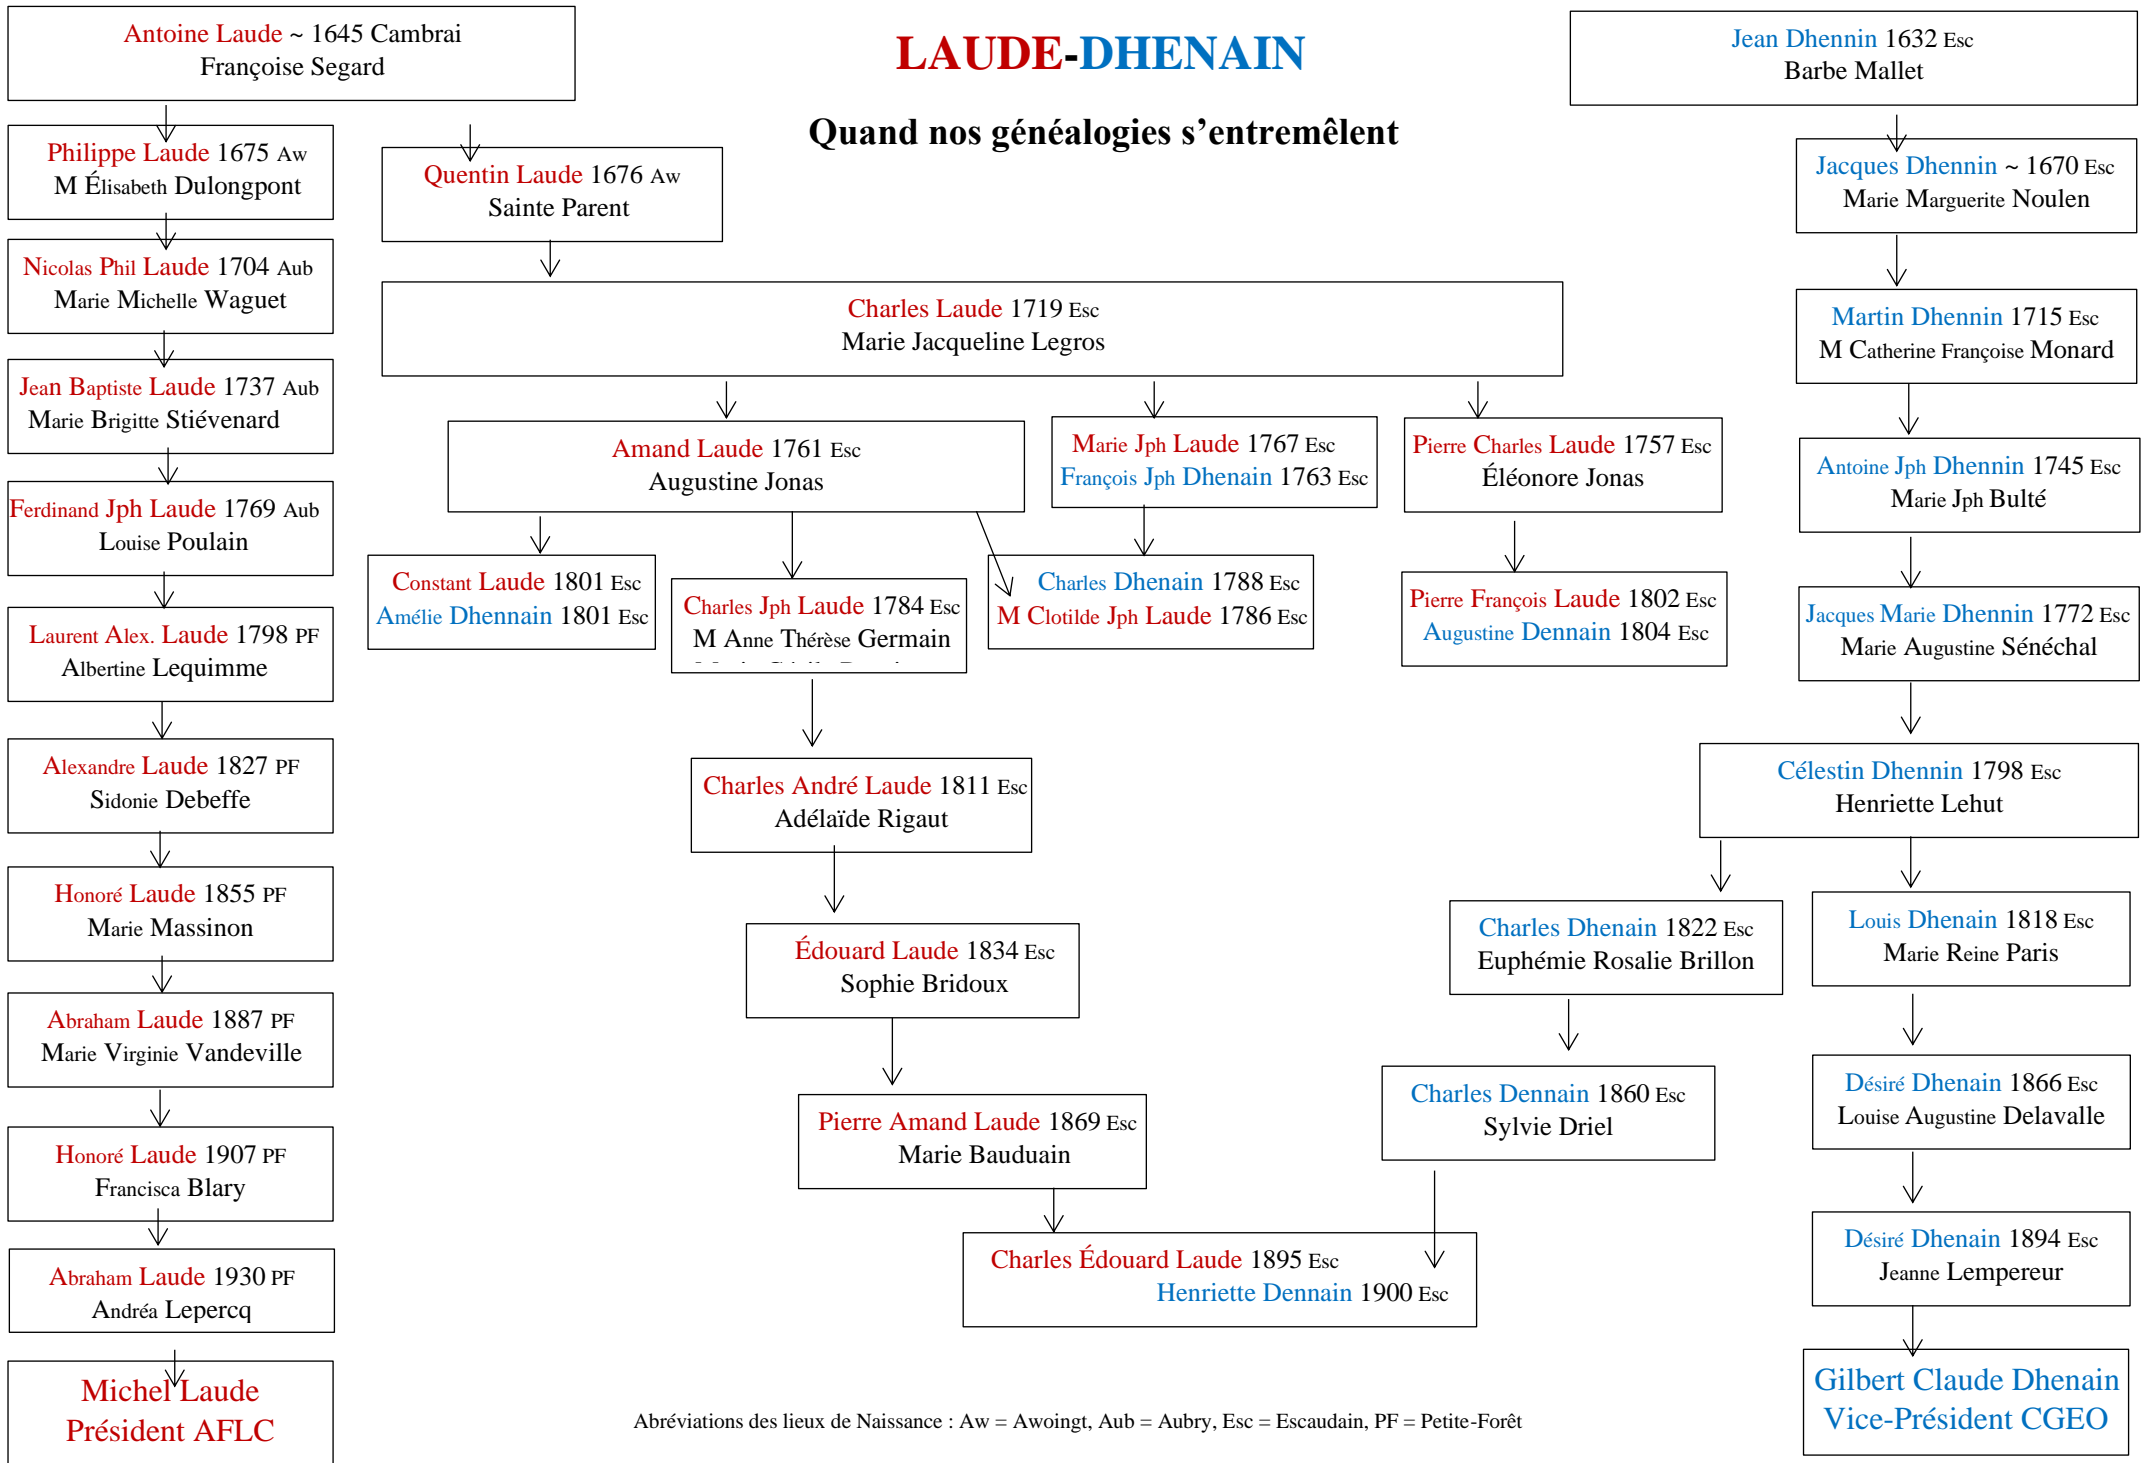 LAUDE-DHENAIN
Quand nos généalogies s’entremêlent
Antoine Laude ~ 1645 Cambrai
Françoise Segard
Philippe Laude 1675 Aw
M Élisabeth Dulongpont
Nicolas Phil Laude 1704 Aub
Marie Michelle Waguet
Jean Baptiste Laude 1737 Aub
Marie Brigitte Stiévenard
Ferdinand Jph Laude 1769 Aub
Louise Poulain
Laurent Alex. Laude 1798 PF
Albertine Lequimme
Alexandre Laude 1827 PF
Sidonie Debeffe
Honoré Laude 1855 PF
Marie Massinon
Abraham Laude 1887 PF
Marie Virginie Vandeville
Honoré Laude 1907 PF
Francisca Blary
Abraham Laude 1930 PF
Andréa Lepercq
Michel Laude
Président AFLC
Quentin Laude 1676 Aw
Sainte Parent
Charles Laude 1719 Esc
Marie Jacqueline Legros
Amand Laude 1761 Esc
Augustine Jonas
Marie Jph Laude 1767 Esc
François Jph Dhenain 1763 Esc
Pierre Charles Laude 1757 Esc
Éléonore Jonas
Constant Laude 1801 Esc
Amélie Dhennain 1801 Esc
Charles Jph Laude 1784 Esc
M Anne Thérèse Germain
Charles Dhenain 1788 Esc
M Clotilde Jph Laude 1786 Esc
Pierre François Laude 1802 Esc
Augustine Dennain 1804 Esc
Charles André Laude 1811 Esc
Adélaïde Rigaut
Édouard Laude 1834 Esc
Sophie Bridoux
Pierre Amand Laude 1869 Esc
Marie Bauduain
Charles Édouard Laude 1895 Esc
Henriette Dennain 1900 Esc
Jean Dhennin 1632 Esc
Barbe Mallet
Jacques Dhennin ~ 1670 Esc
Marie Marguerite Noulen
Martin Dhennin 1715 Esc
M Catherine Françoise Monard
Antoine Jph Dhennin 1745 Esc
Marie Jph Bulté
Jacques Marie Dhennin 1772 Esc
Marie Augustine Sénéchal
Célestin Dhennin 1798 Esc
Henriette Lehut
Charles Dhenain 1822 Esc
Euphémie Rosalie Brillon
Louis Dhenain 1818 Esc
Marie Reine Paris
Charles Dennain 1860 Esc
Sylvie Driel
Désiré Dhenain 1866 Esc
Louise Augustine Delavalle
Désiré Dhenain 1894 Esc
Jeanne Lempereur
Gilbert Claude Dhenain
Vice-Président CGEO
Abréviations des lieux de Naissance : Aw = Awoingt, Aub = Aubry, Esc = Escaudain, PF = Petite-Forêt